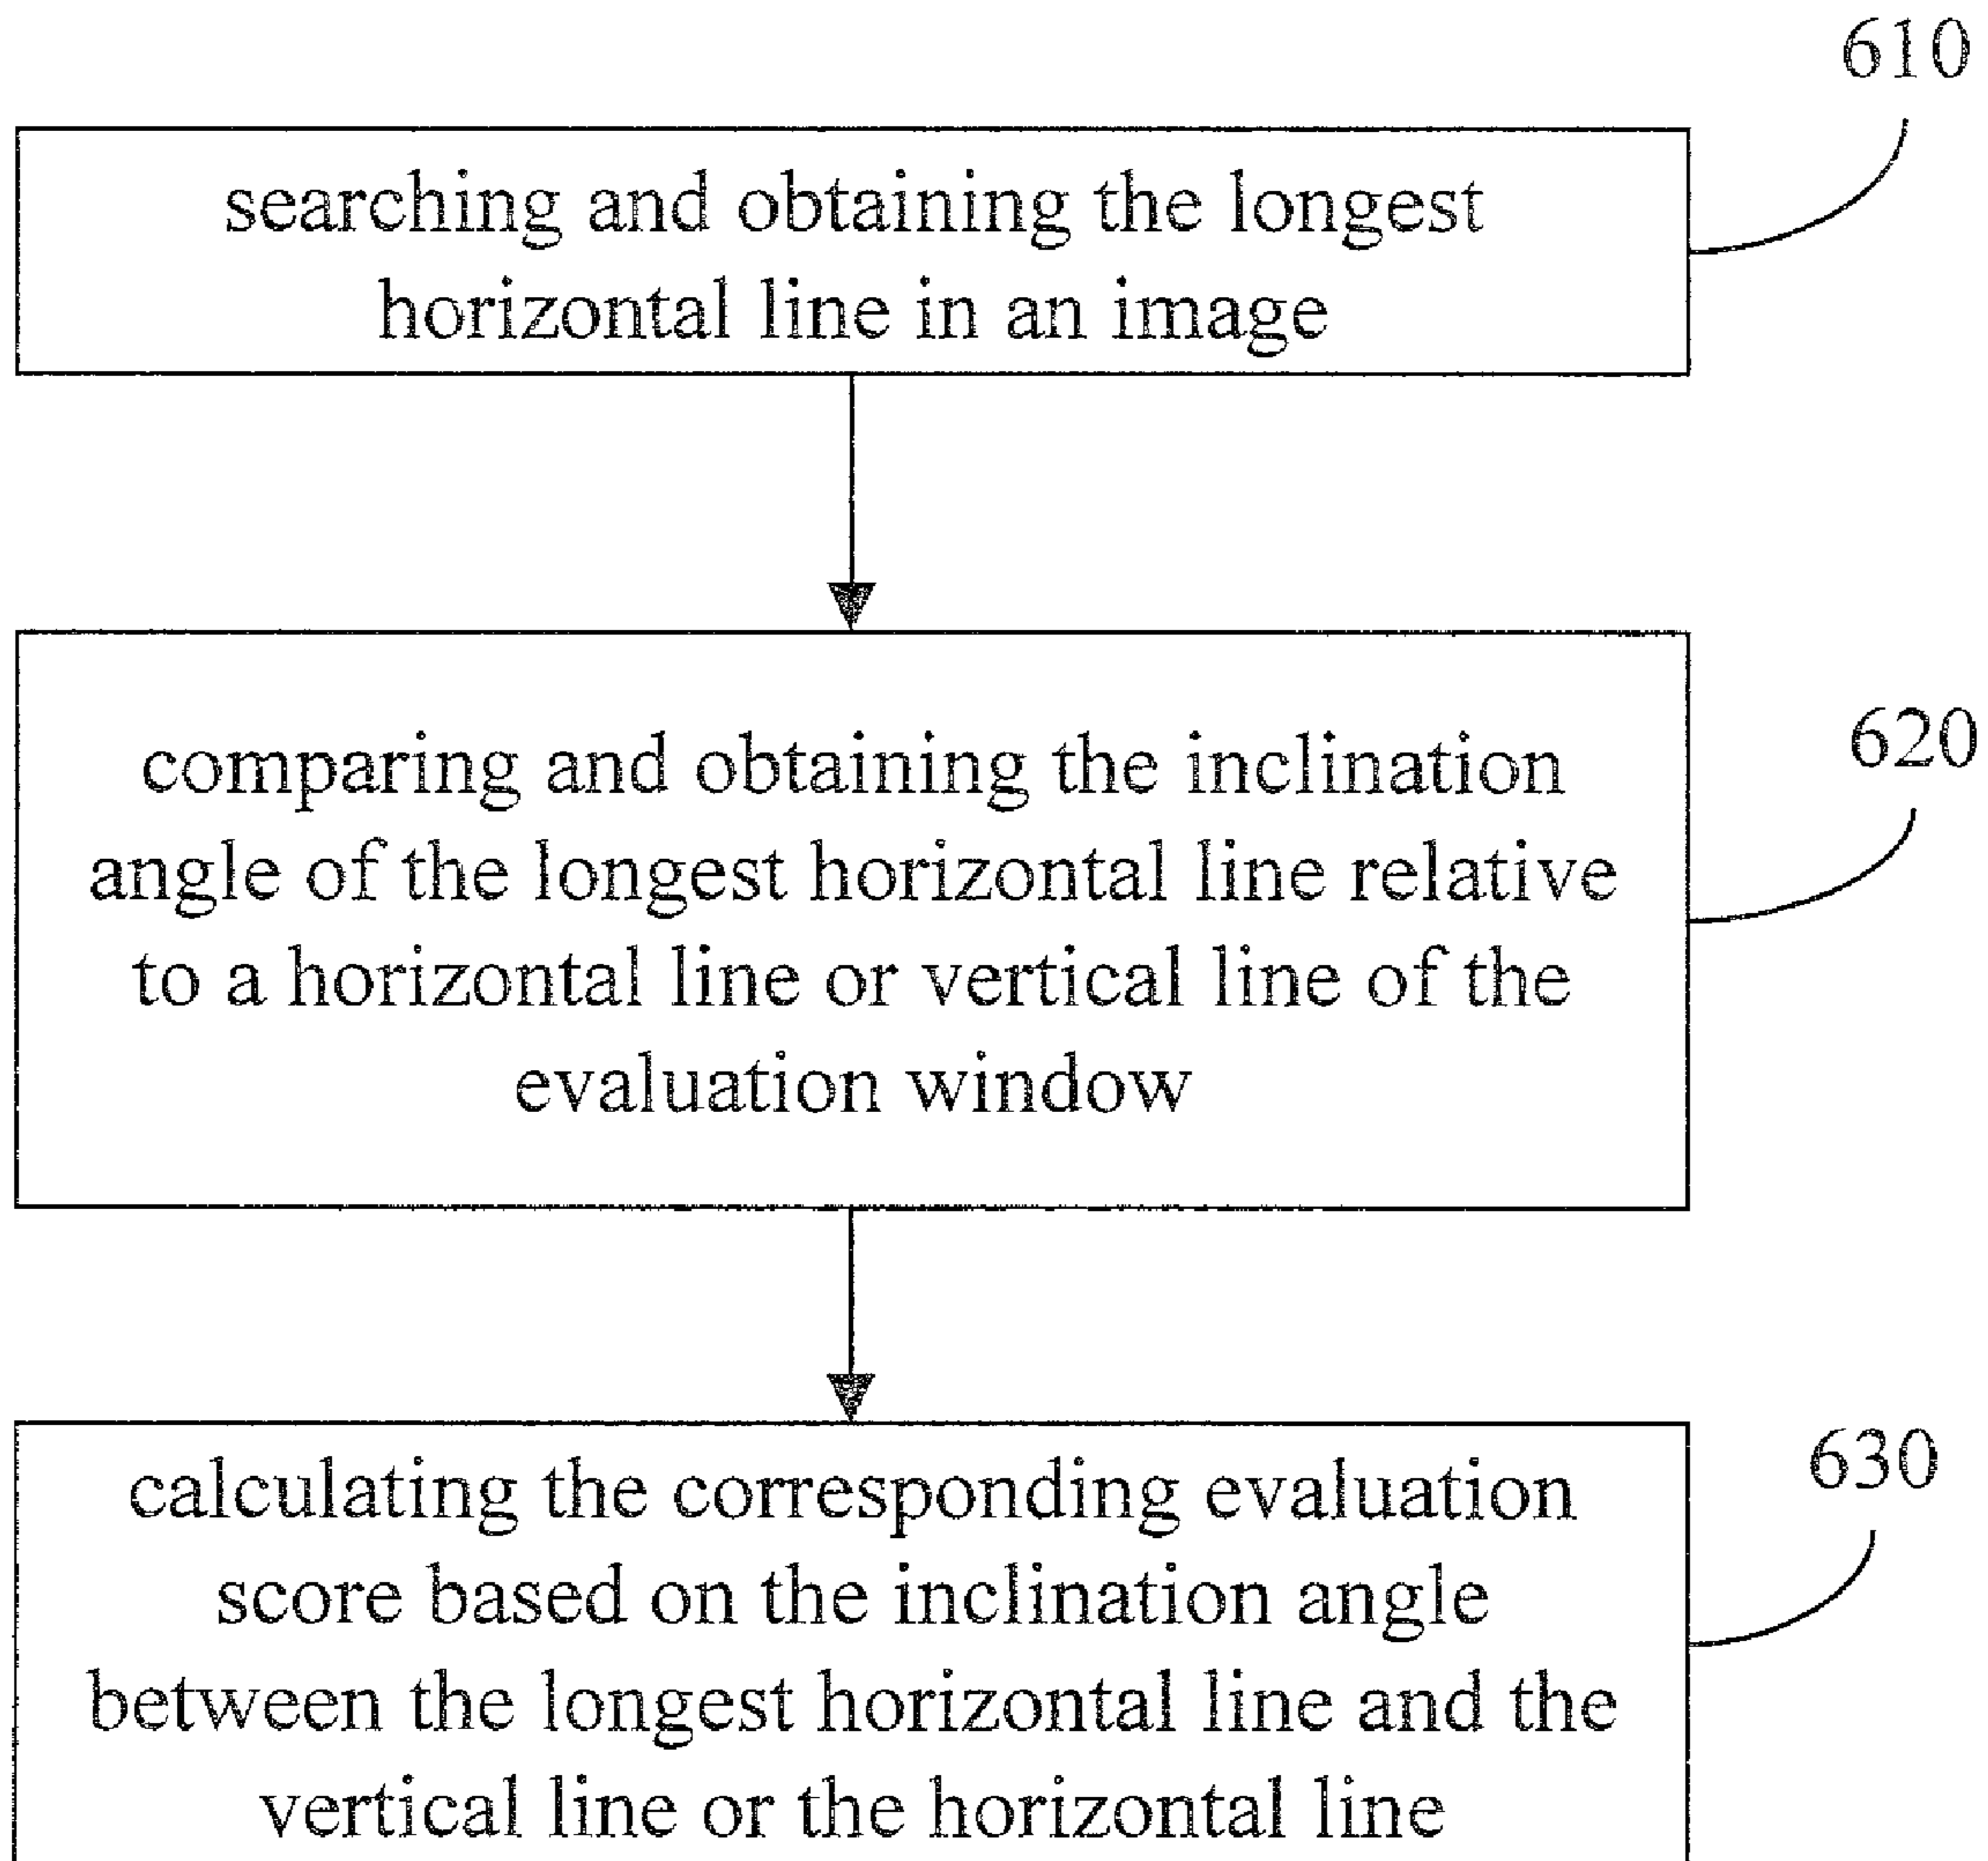 610
searching and obtaining the longest
horizontal line in an image
620
comparing and obtaining the inclination
angle of the longest horizontal line relative
to a horizontal line or vertical line of the
evaluation window
630
calculating the corresponding evaluation
score based on the inclination angle
between the longest horizontal line and the
vertical line or the horizontal line